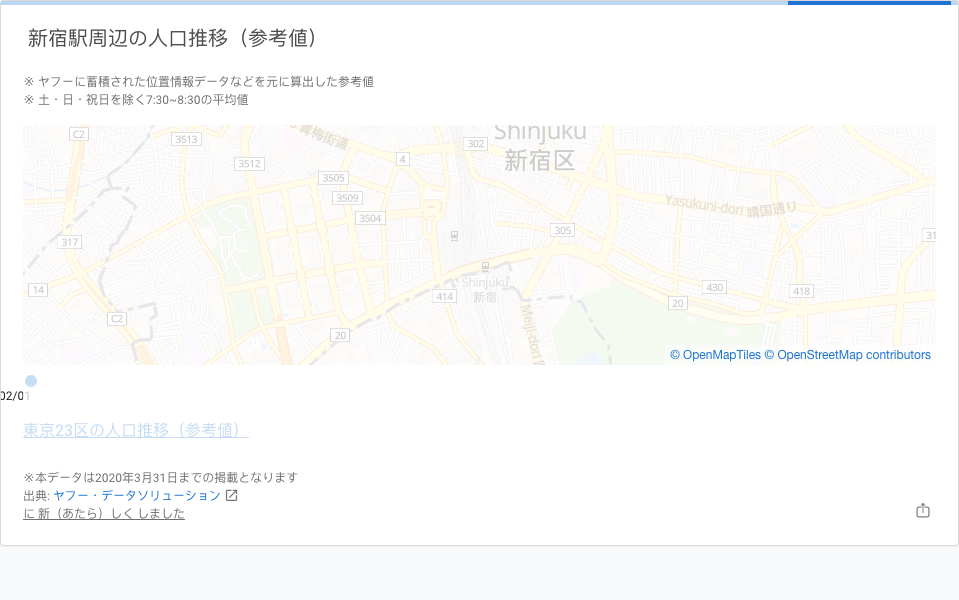 新宿駅周辺の人口推移（参考値）
※ ヤフーに蓄積された位置情報データなどを元に算出した参考値
※ 土・日・祝日を除く7:30~8:30の平均値
C2
3513
青梅街道
302
Shinjuku
新宿区
3512
4
3505
3509
3504
Yasukuni-dori 靖国通り
317
305
31
14
414
Shinjuku
新宿
430
418
20
C2
20
Meiji-dori
© OpenMapTiles © OpenStreetMap contributors
02/01
東京23区の人口推移（参考値）
※本データは2020年3月31日までの掲載となります
出典: ヤフー・データソリューション
に 新（あたら）しく しました